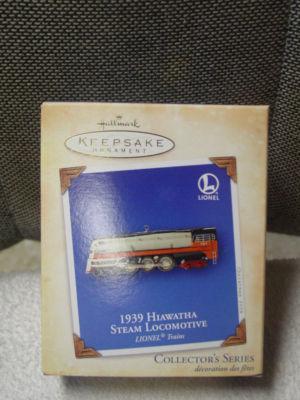 Hallmark
KEEPSAKE
ORNAMENT
LIONEL
1939 HIAWATHA
STEAM LOCOMOTIVE
LIONEL® Trains
COLLECTOR'S SERIES
décoration des fêtes